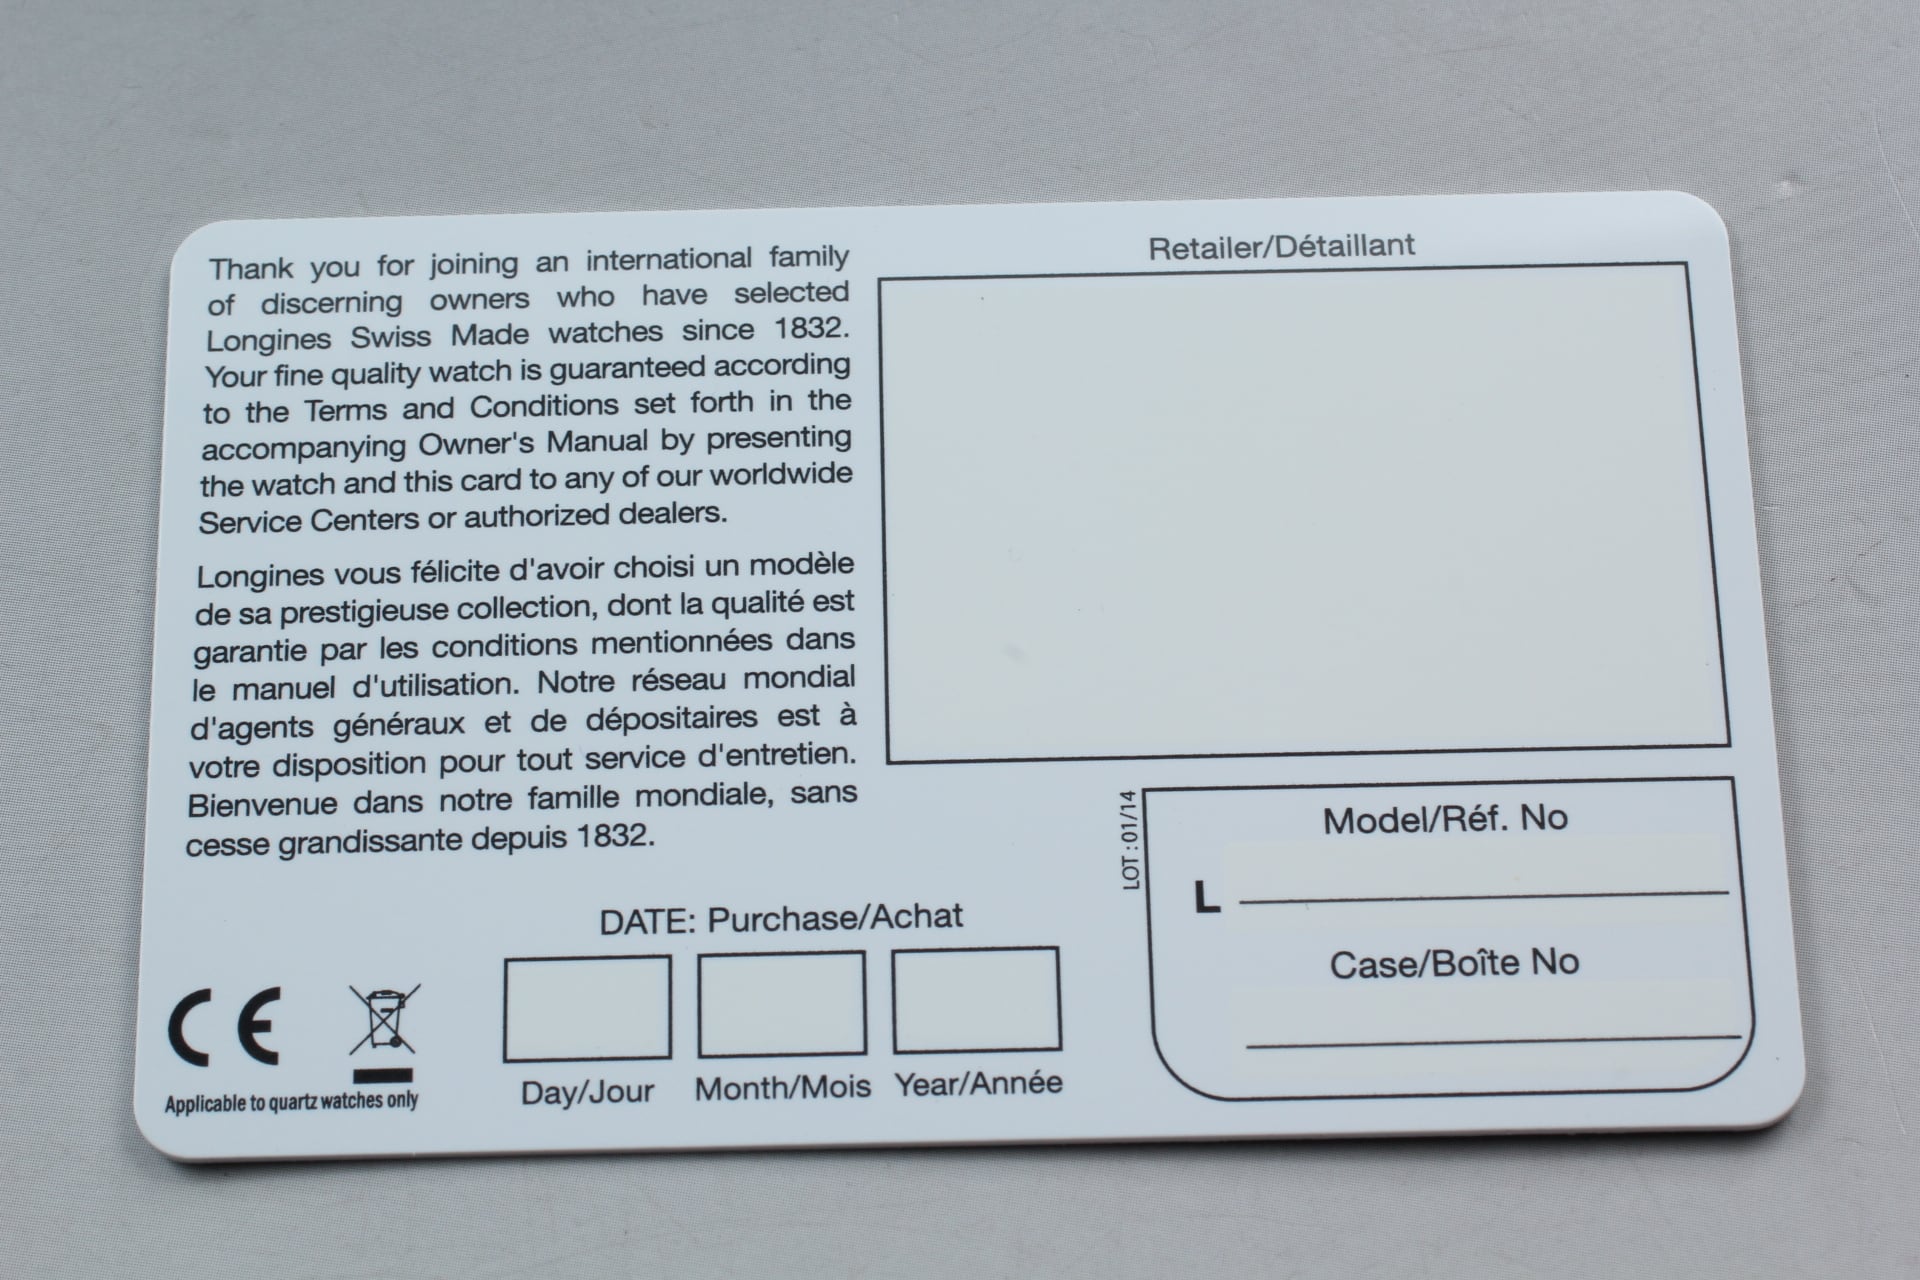 Thank you for joining an international family
of discerning owners who have selected
Longines Swiss Made watches since 1832.
Your fine quality watch is guaranteed according
to the Terms and Conditions set forth in the
accompanying Owner's Manual by presenting
the watch and this card to any of our worldwide
Service Centers or authorized dealers.
Longines vous félicite d'avoir choisi un modèle
de sa prestigieuse collection, dont la qualité est
garantie par les conditions mentionnées dans
le manuel d'utilisation. Notre réseau mondial
d'agents généraux et de dépositaires est à
votre disposition pour tout service d'entretien.
Bienvenue dans notre famille mondiale, sans
cesse grandissante depuis 1832.
Retailer/Détaillant
DATE: Purchase/Achat
Day/Jour Month/Mois Year/Année
CE
Applicable to quartz watches only
LOT : 01/14
Model/Réf. No
L
Case/Boîte No